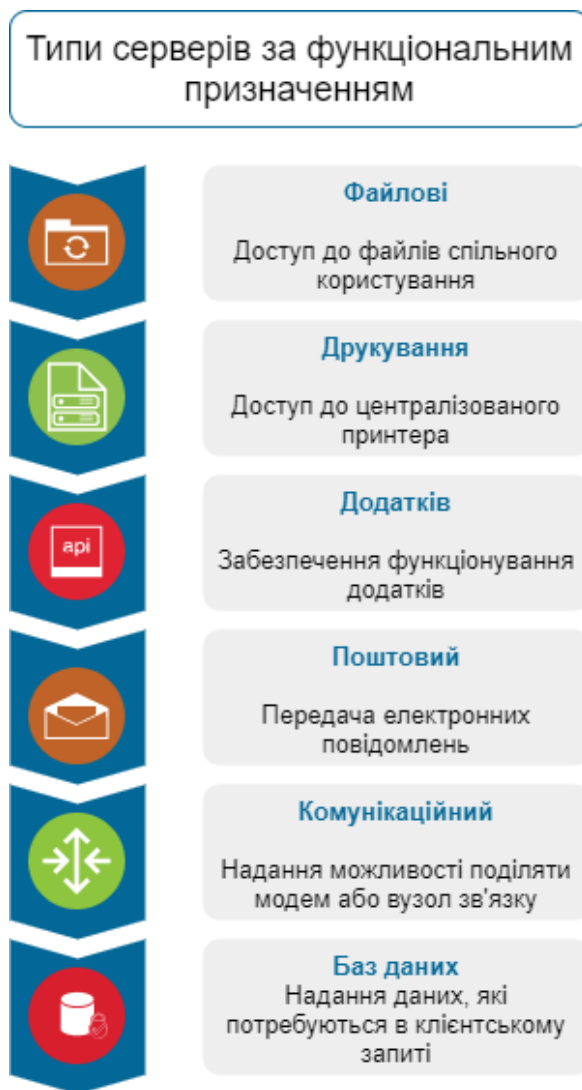 Типи серверів за функціональним
призначенням
Файлові
Доступ до файлів спільного
користування
Друкування
Доступ до централізованого
принтера
api
Додатків
Забезпечення функціонування
додатків
Поштовий
Передача електронних
повідомлень
Комунікаційний
Надання можливості поділяти
модем або вузол зв'язку
Баз даних
Надання даних, які
потребуються в клієнтському
запиті